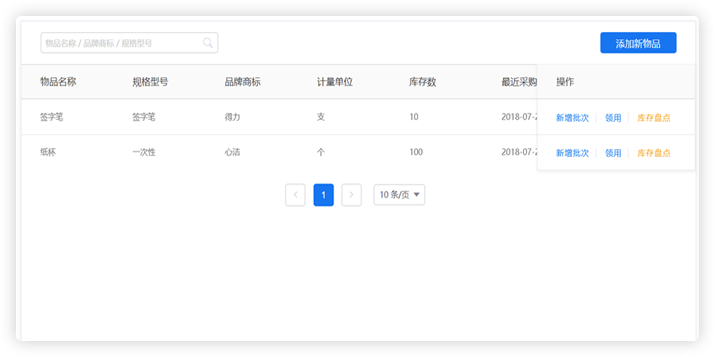 物品名称 / 品牌商标 / 规格型号 添加新物品
物品名称 规格型号 品牌商标 计量单位 库存数 最近采购 操作
签字笔 签字笔 得力 支 10 2018-07-2 新增批次 领用 库存盘点
纸杯 一次性 心洁 个 100 2018-07-2 新增批次 领用 库存盘点
1 10 条/页